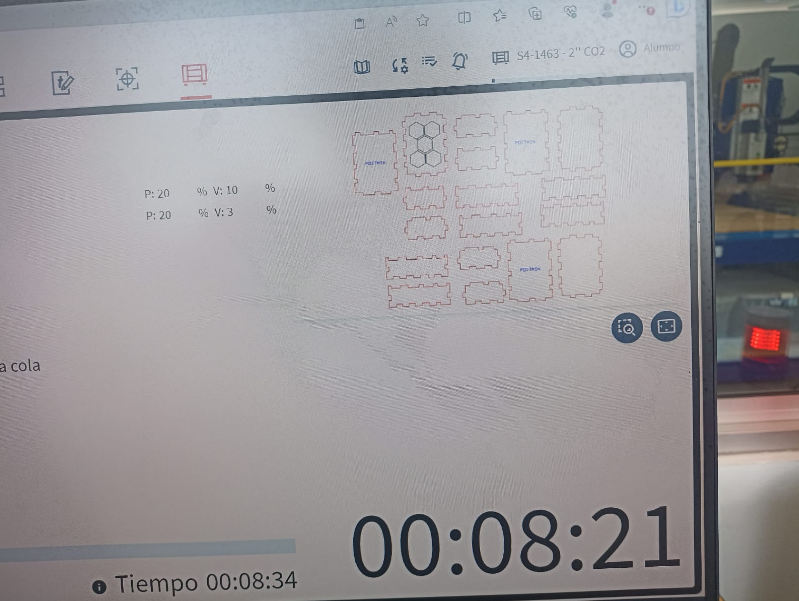 S4-1463 - 2" CO2
Alumno
P: 20 % V: 10 %
P: 20 % V: 3 %
a cola
Tiempo 00:08:34
00:08:21